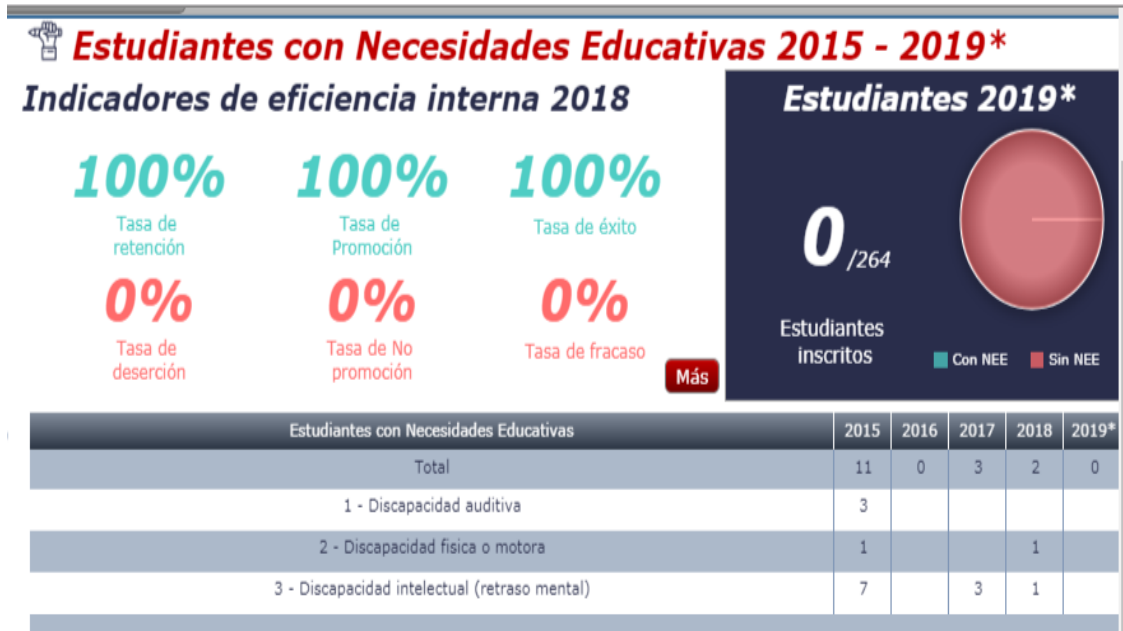 Estudiantes con Necesidades Educativas 2015 - 2019*
Indicadores de eficiencia interna 2018
100%
Tasa de
retención
100%
Tasa de
Promoción
100%
Tasa de éxito
0%
Tasa de
deserción
0%
Tasa de No
promoción
0%
Tasa de fracaso
Más
Estudiantes 2019*
0/264
Estudiantes
inscritos
Con NEE Sin NEE
Estudiantes con Necesidades Educativas 2015 2016 2017 2018 2019*
Total 11 0 3 2 0
1 - Discapacidad auditiva 3
2 - Discapacidad fisica o motora 1 1
3 - Discapacidad intelectual (retraso mental) 7 3 1